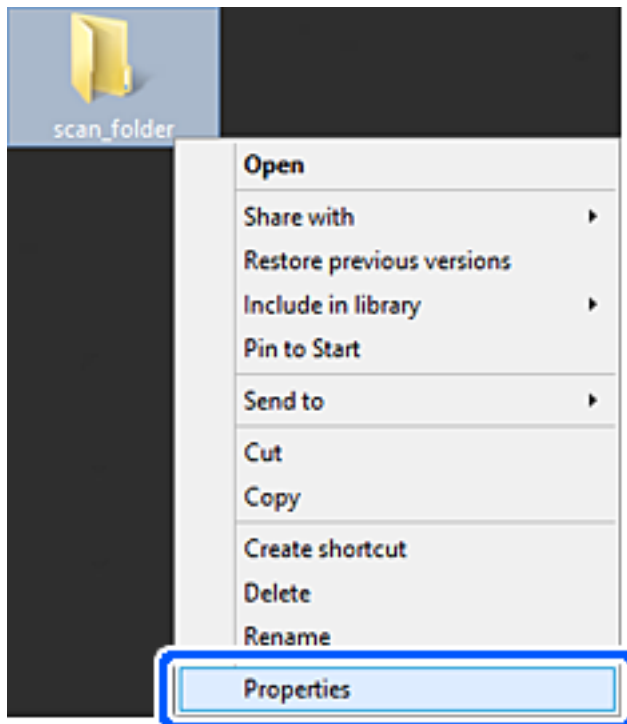 scan_folder
Open
Share with
Restore previous versions
Include in library
Pin to Start
Send to
Cut
Copy
Create shortcut
Delete
Rename
Properties